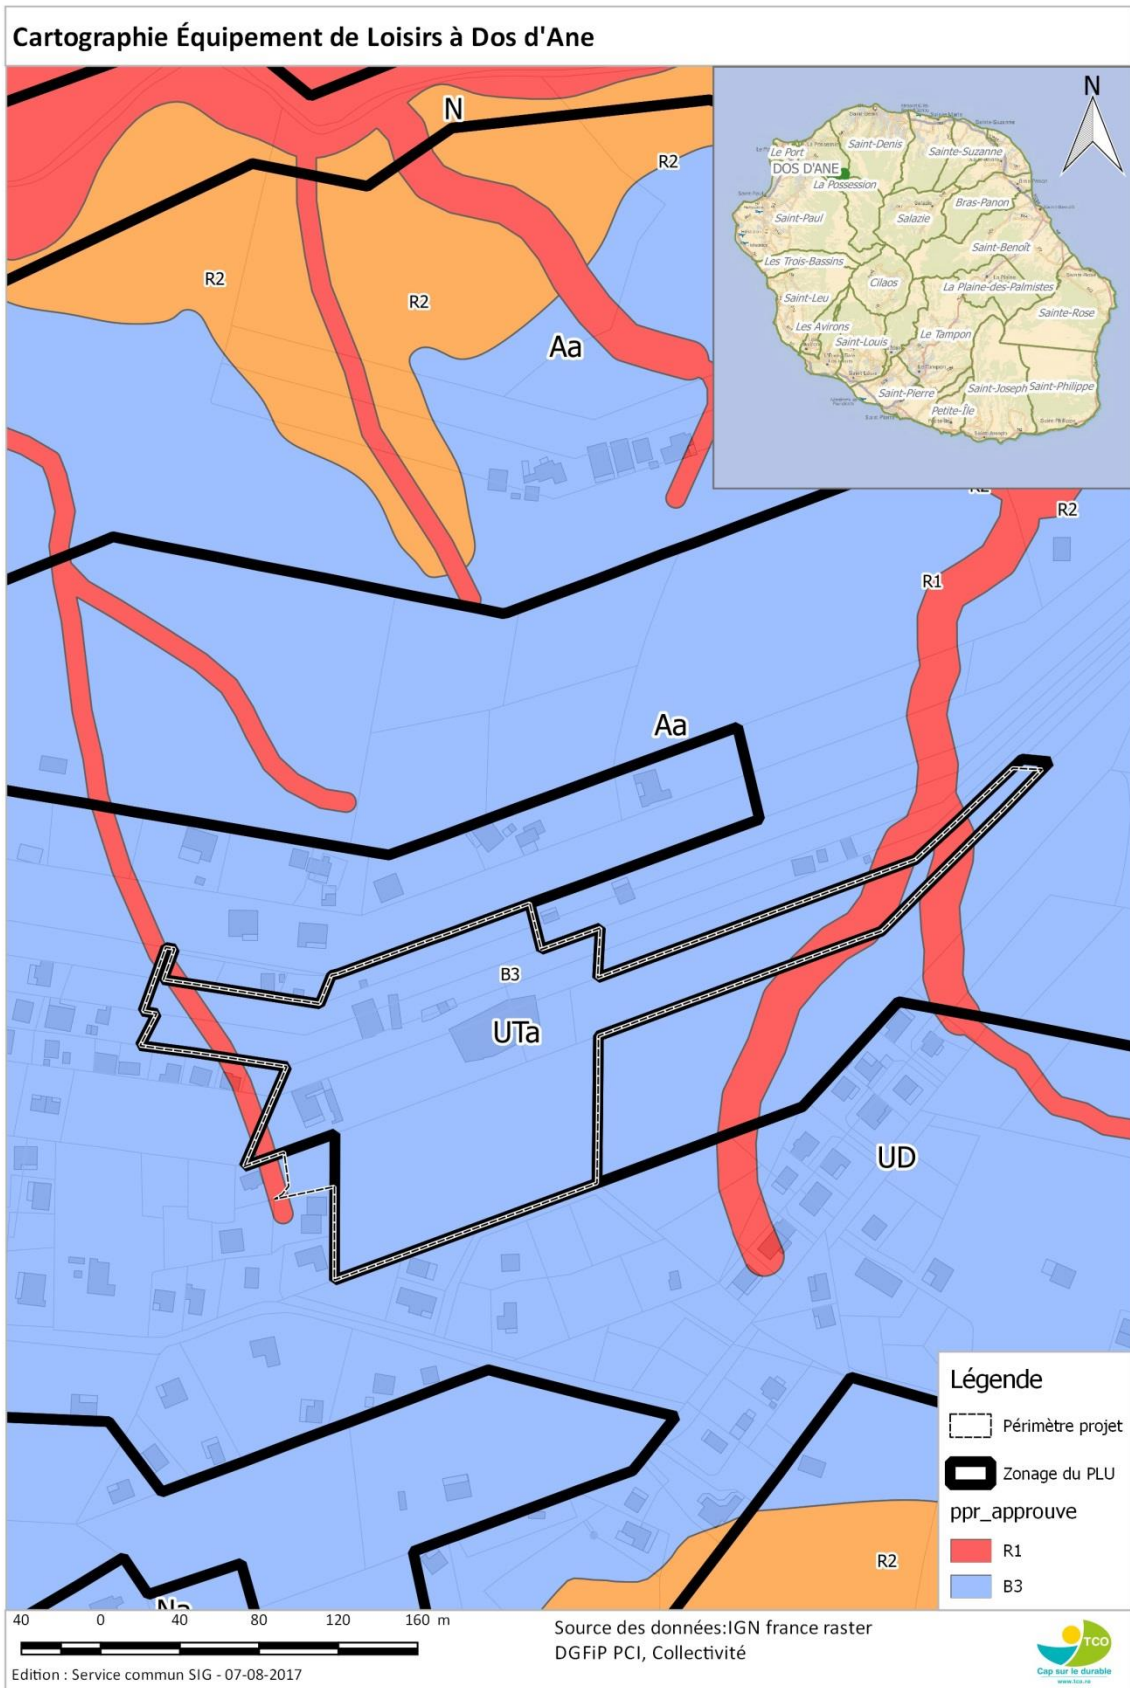 Cartographie Équipement de Loisirs à Dos d'Ane
N
N
Saint-Denis
Sainte-Suzanne
Le Port
DOS D'ANE
La Possession
Bras-Panon
Saint-Paul
Salazie
Saint-Benoît
Les Trois-Bassins
Cilaos
La Plaine-des-Palmistes
Saint-Leu
Sainte-Rose
Les Avirons
Le Tampon
Saint-Louis
Saint-Joseph
Saint-Philippe
Saint-Pierre
Petite-Île
R2
R2
R2
Aa
R2
R1
Aa
B3
UTa
UD
R2
Légende
Périmètre projet
Zonage du PLU
ppr_approuve
R1
B3
40 0 40 80 120 160 m
Source des données:IGN france raster
DGFiP PCI, Collectivité
Edition : Service commun SIG - 07-08-2017
TCO
Cap sur le durable
www.tco.re